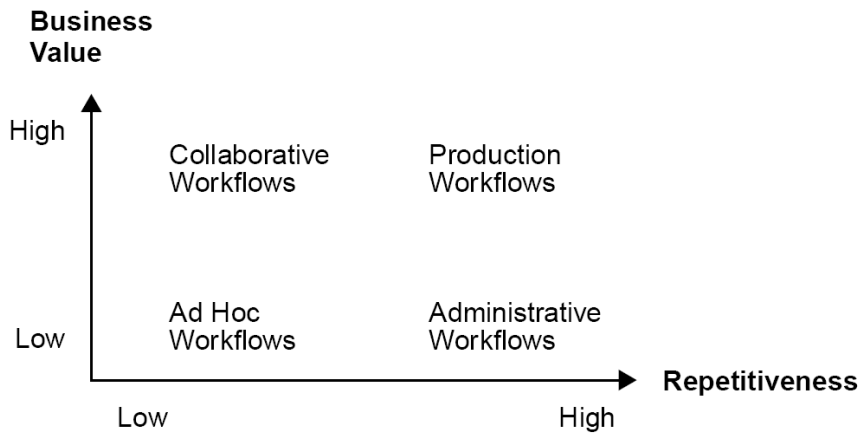 Business
Value
High
Collaborative
Workflows
Production
Workflows
Ad Hoc
Workflows
Administrative
Workflows
Low
Repetitiveness
Low
High